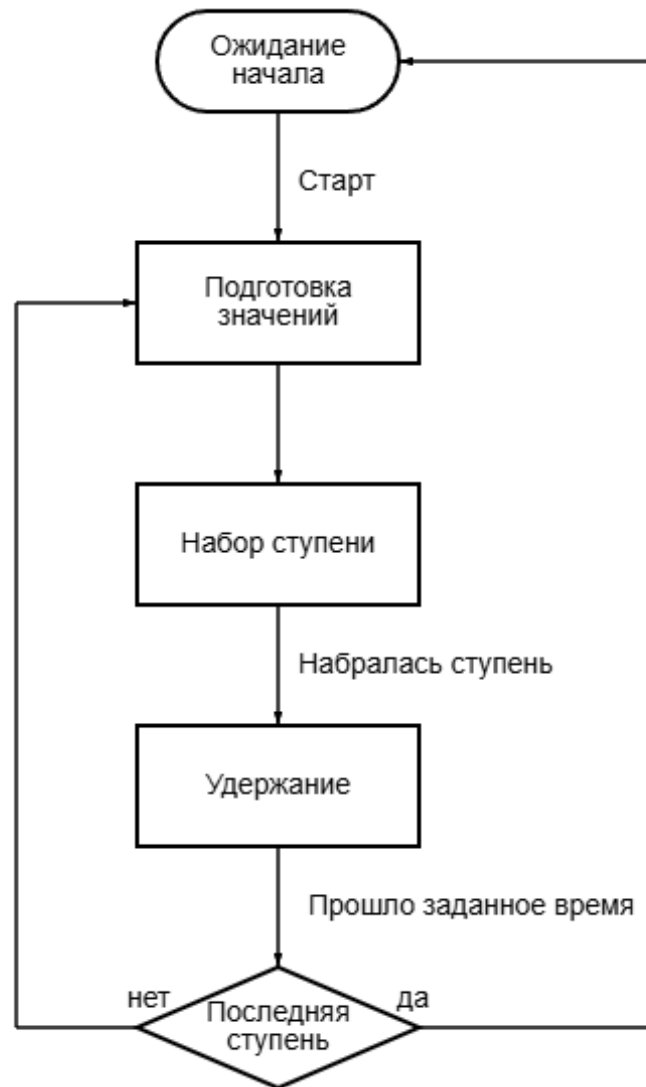 Ожидание
начала
Старт
Подготовка
значений
Набор ступени
Набралась ступень
Удержание
Прошло заданное время
нет
да
Последняя
ступень